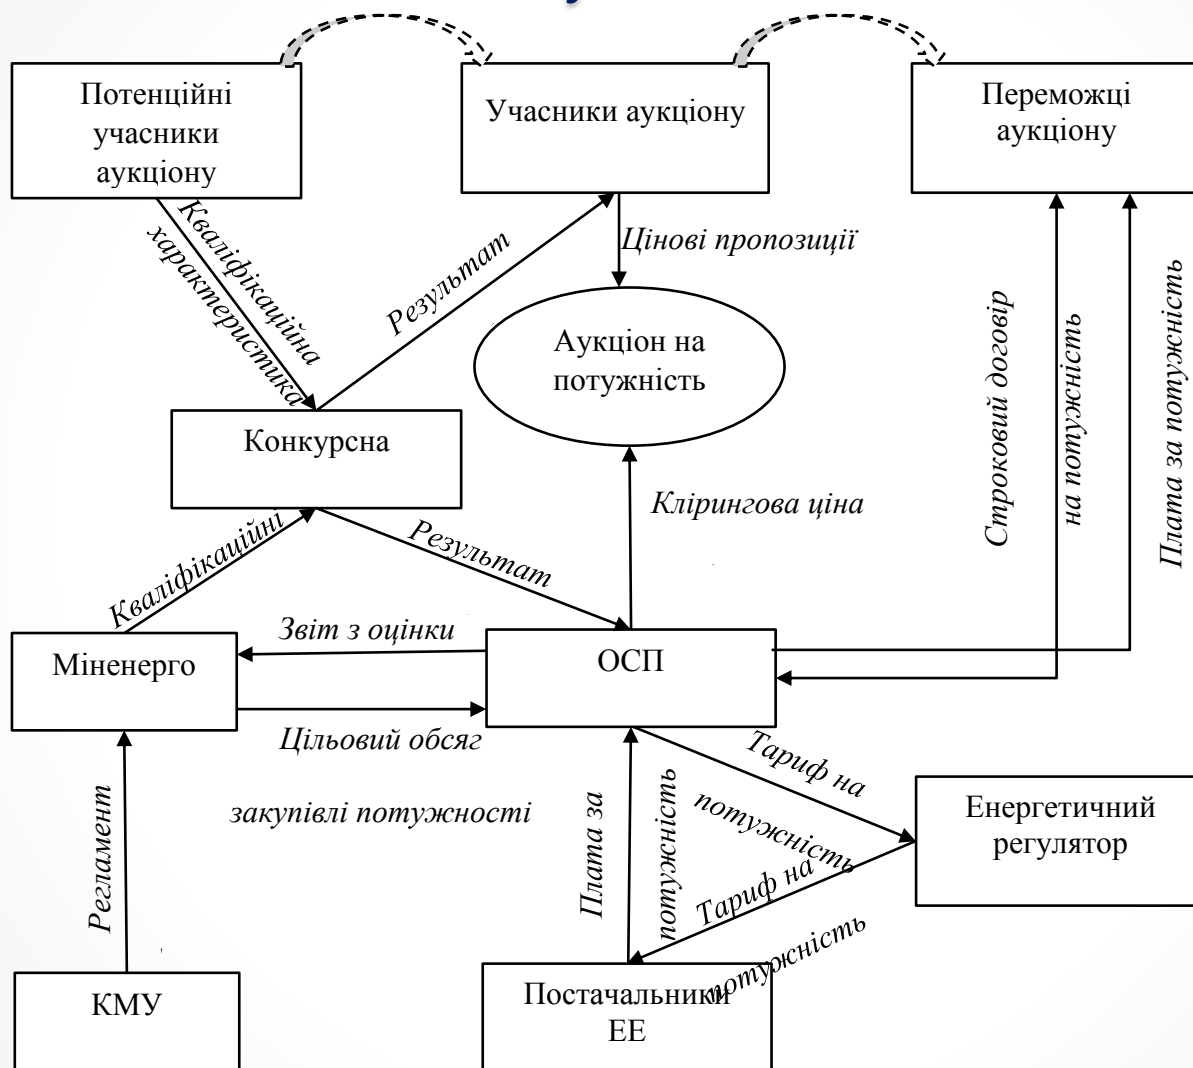 Потенційні
учасники
аукціону
Учасники аукціону
Переможці
аукціону
Кваліфікаційна
характеристика
Результат
Цінові пропозиції
Аукціон на
потужність
Строковий договір
на потужність
Плата за потужність
Конкурсна
Клірингова ціна
Кваліфікаційні
Результат
Звіт з оцінки
Міненерго
ОСП
Цільовий обсяг
закупівлі потужності
Регламент
Плата за
потужність
Тариф на
потужність
Енергетичний
регулятор
Тариф на
потужність
КМУ
Постачальники
ЕЕ